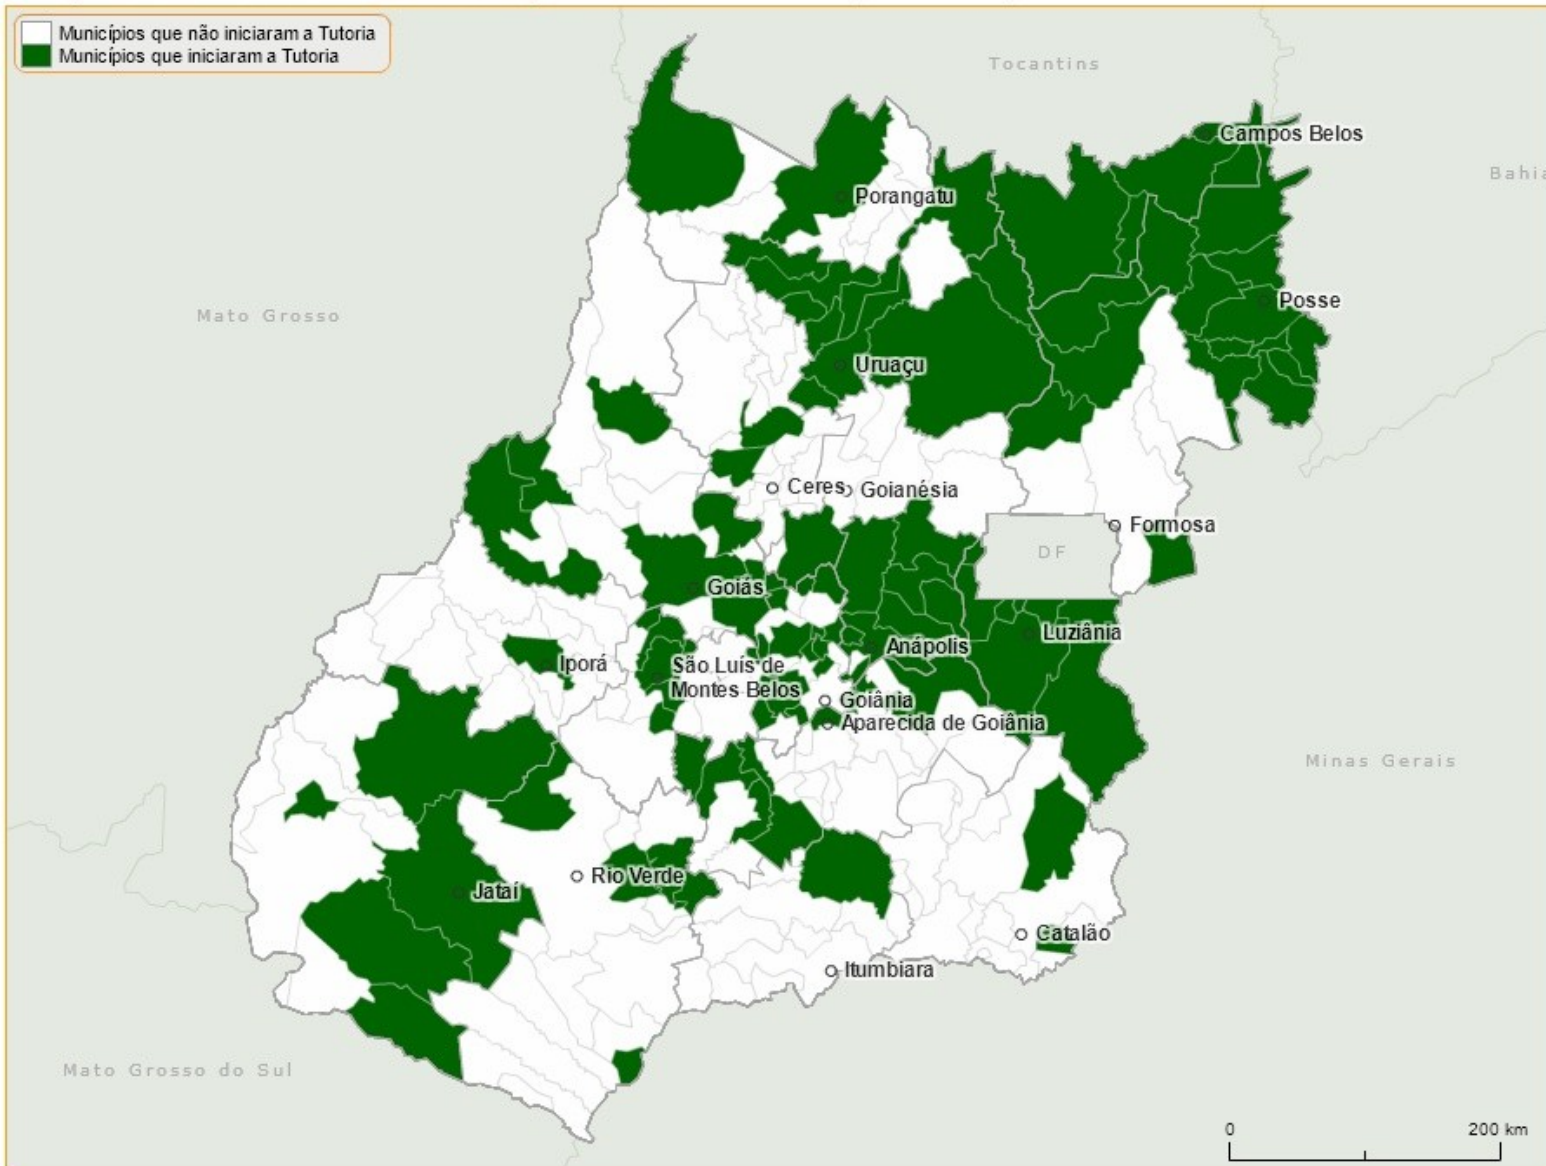 Municípios que não iniciaram a Tutoria
Municípios que iniciaram a Tutoria
Tocantins
Campos Belos
Bahia
Porangatu
Posse
Mato Grosso
Uruaçu
Ceres
Goianésia
Formosa
DF
Goiás
Luziânia
Anápolis
Iporá
São Luís de
Montes Belos
Goiânia
Aparecida de Goiânia
Minas Gerais
Rio Verde
Jataí
Catalão
Itumbiara
Mato Grosso do Sul
0 200 km